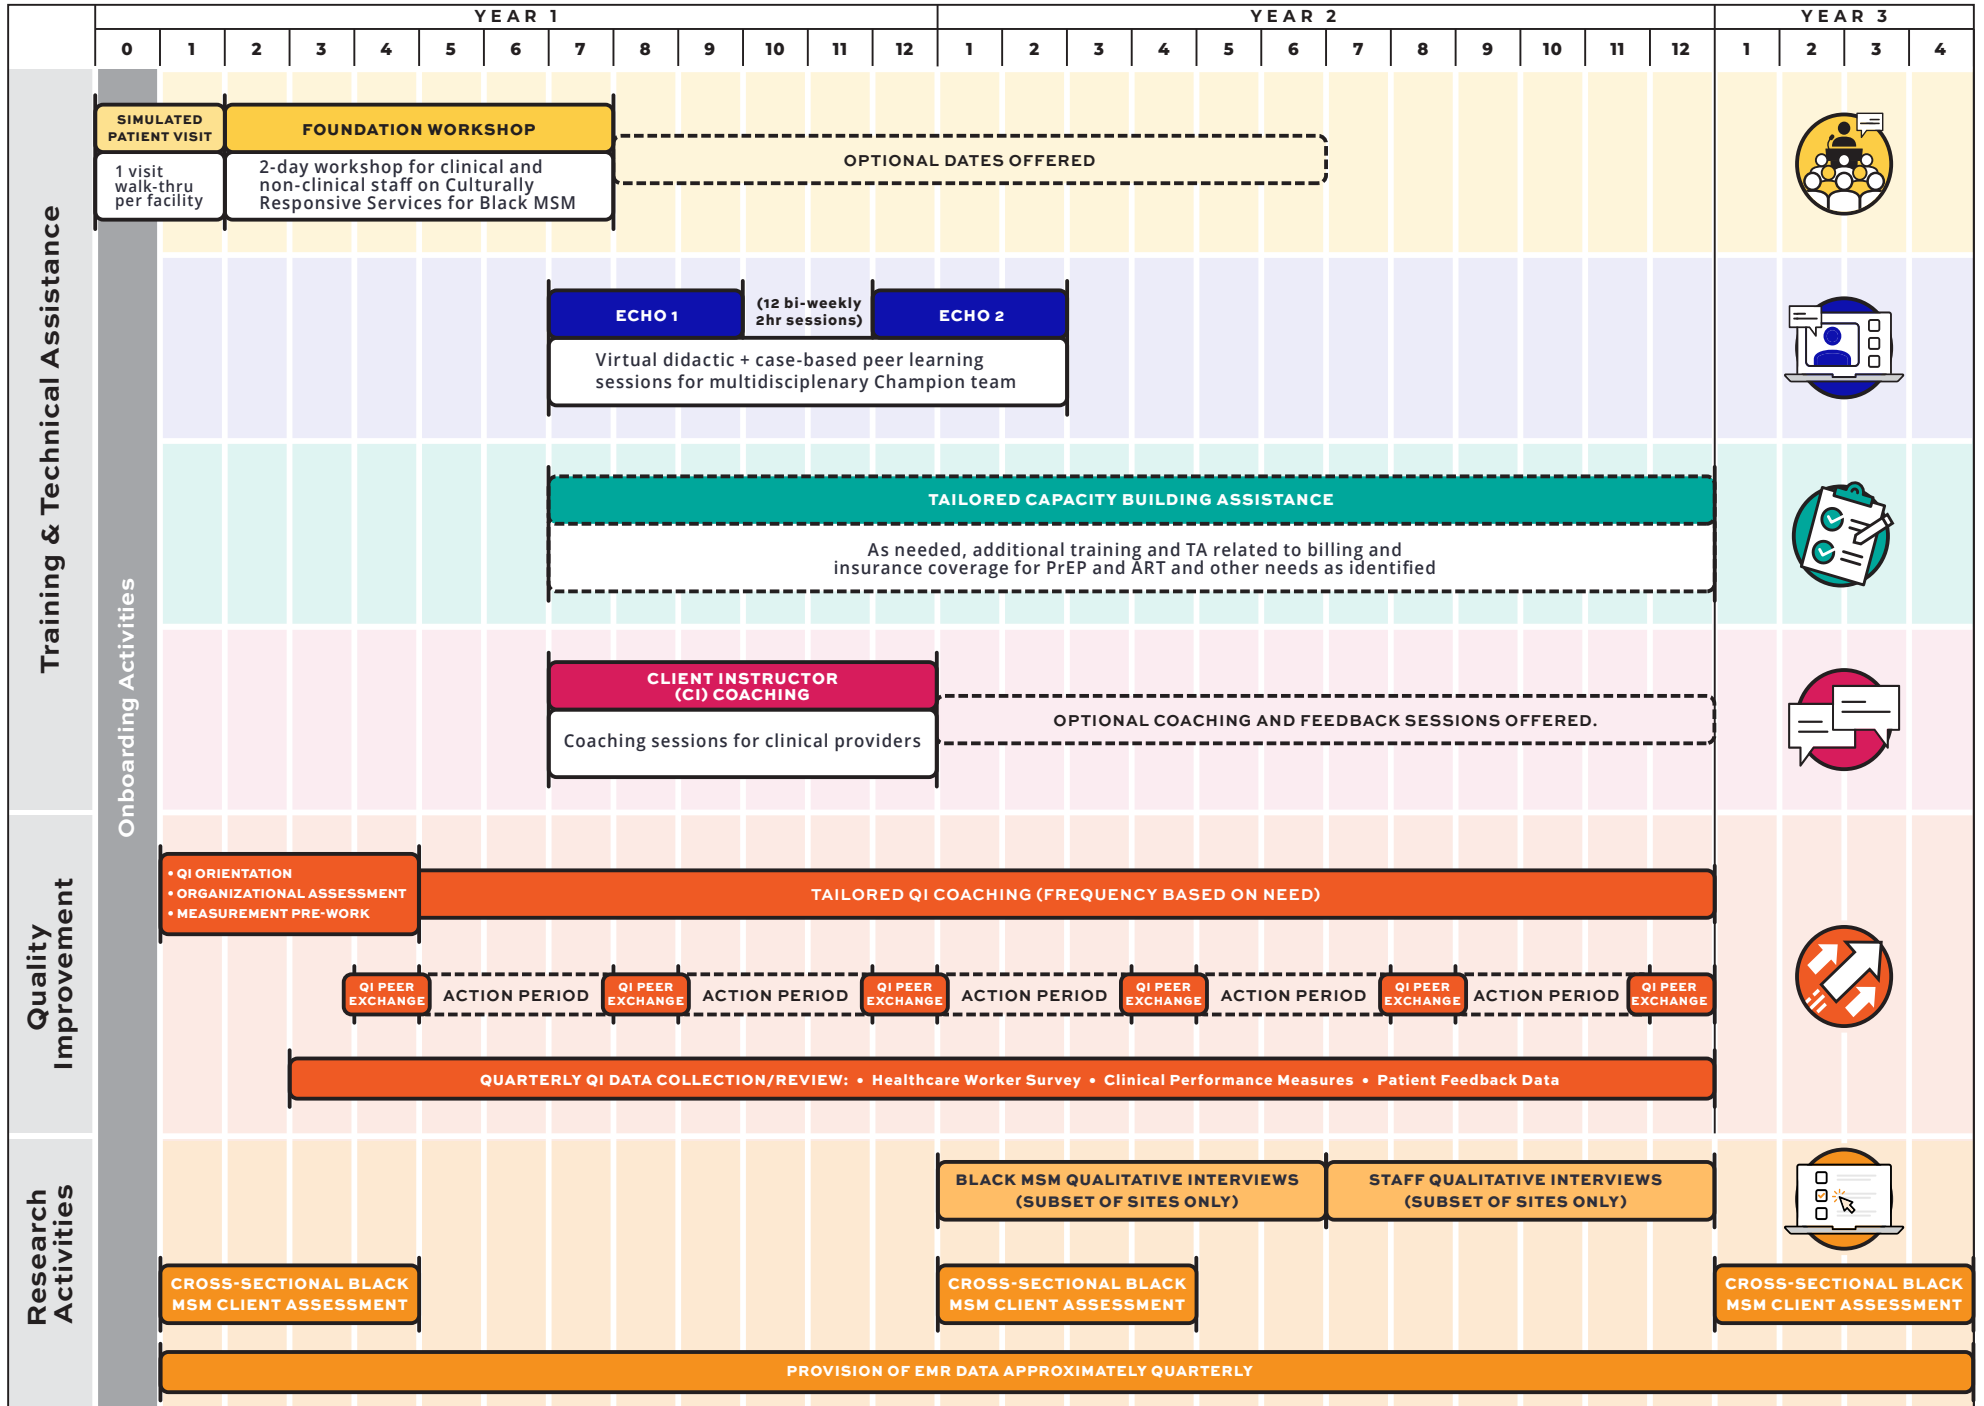 YEAR 1
YEAR 2
YEAR 3
0 1 2 3 4 5 6 7 8 9 10 11 12 1 2 3 4 5 6 7 8 9 10 11 12 1 2 3 4
Training & Technical Assistance
Onboarding Activities
SIMULATED
PATIENT VISIT
1 visit
walk-thru
per facility
FOUNDATION WORKSHOP
2-day workshop for clinical and
non-clinical staff on Culturally
Responsive Services for Black MSM
OPTIONAL DATES OFFERED
ECHO 1
(12 bi-weekly
2hr sessions)
ECHO 2
Virtual didactic + case-based peer learning
sessions for multidisciplenary Champion team
TAILORED CAPACITY BUILDING ASSISTANCE
As needed, additional training and TA related to billing and
insurance coverage for PrEP and ART and other needs as identified
CLIENT INSTRUCTOR
(CI) COACHING
Coaching sessions for clinical providers
OPTIONAL COACHING AND FEEDBACK SESSIONS OFFERED.
Quality
Improvement
• QI ORIENTATION
• ORGANIZATIONAL ASSESSMENT
• MEASUREMENT PRE-WORK
TAILORED QI COACHING (FREQUENCY BASED ON NEED)
QI PEER
EXCHANGE
ACTION PERIOD
QI PEER
EXCHANGE
ACTION PERIOD
QI PEER
EXCHANGE
ACTION PERIOD
QI PEER
EXCHANGE
ACTION PERIOD
QI PEER
EXCHANGE
ACTION PERIOD
QI PEER
EXCHANGE
QUARTERLY QI DATA COLLECTION/REVIEW: • Healthcare Worker Survey • Clinical Performance Measures • Patient Feedback Data
Research
Activities
BLACK MSM QUALITATIVE INTERVIEWS
(SUBSET OF SITES ONLY)
STAFF QUALITATIVE INTERVIEWS
(SUBSET OF SITES ONLY)
CROSS-SECTIONAL BLACK
MSM CLIENT ASSESSMENT
CROSS-SECTIONAL BLACK
MSM CLIENT ASSESSMENT
CROSS-SECTIONAL BLACK
MSM CLIENT ASSESSMENT
PROVISION OF EMR DATA APPROXIMATELY QUARTERLY